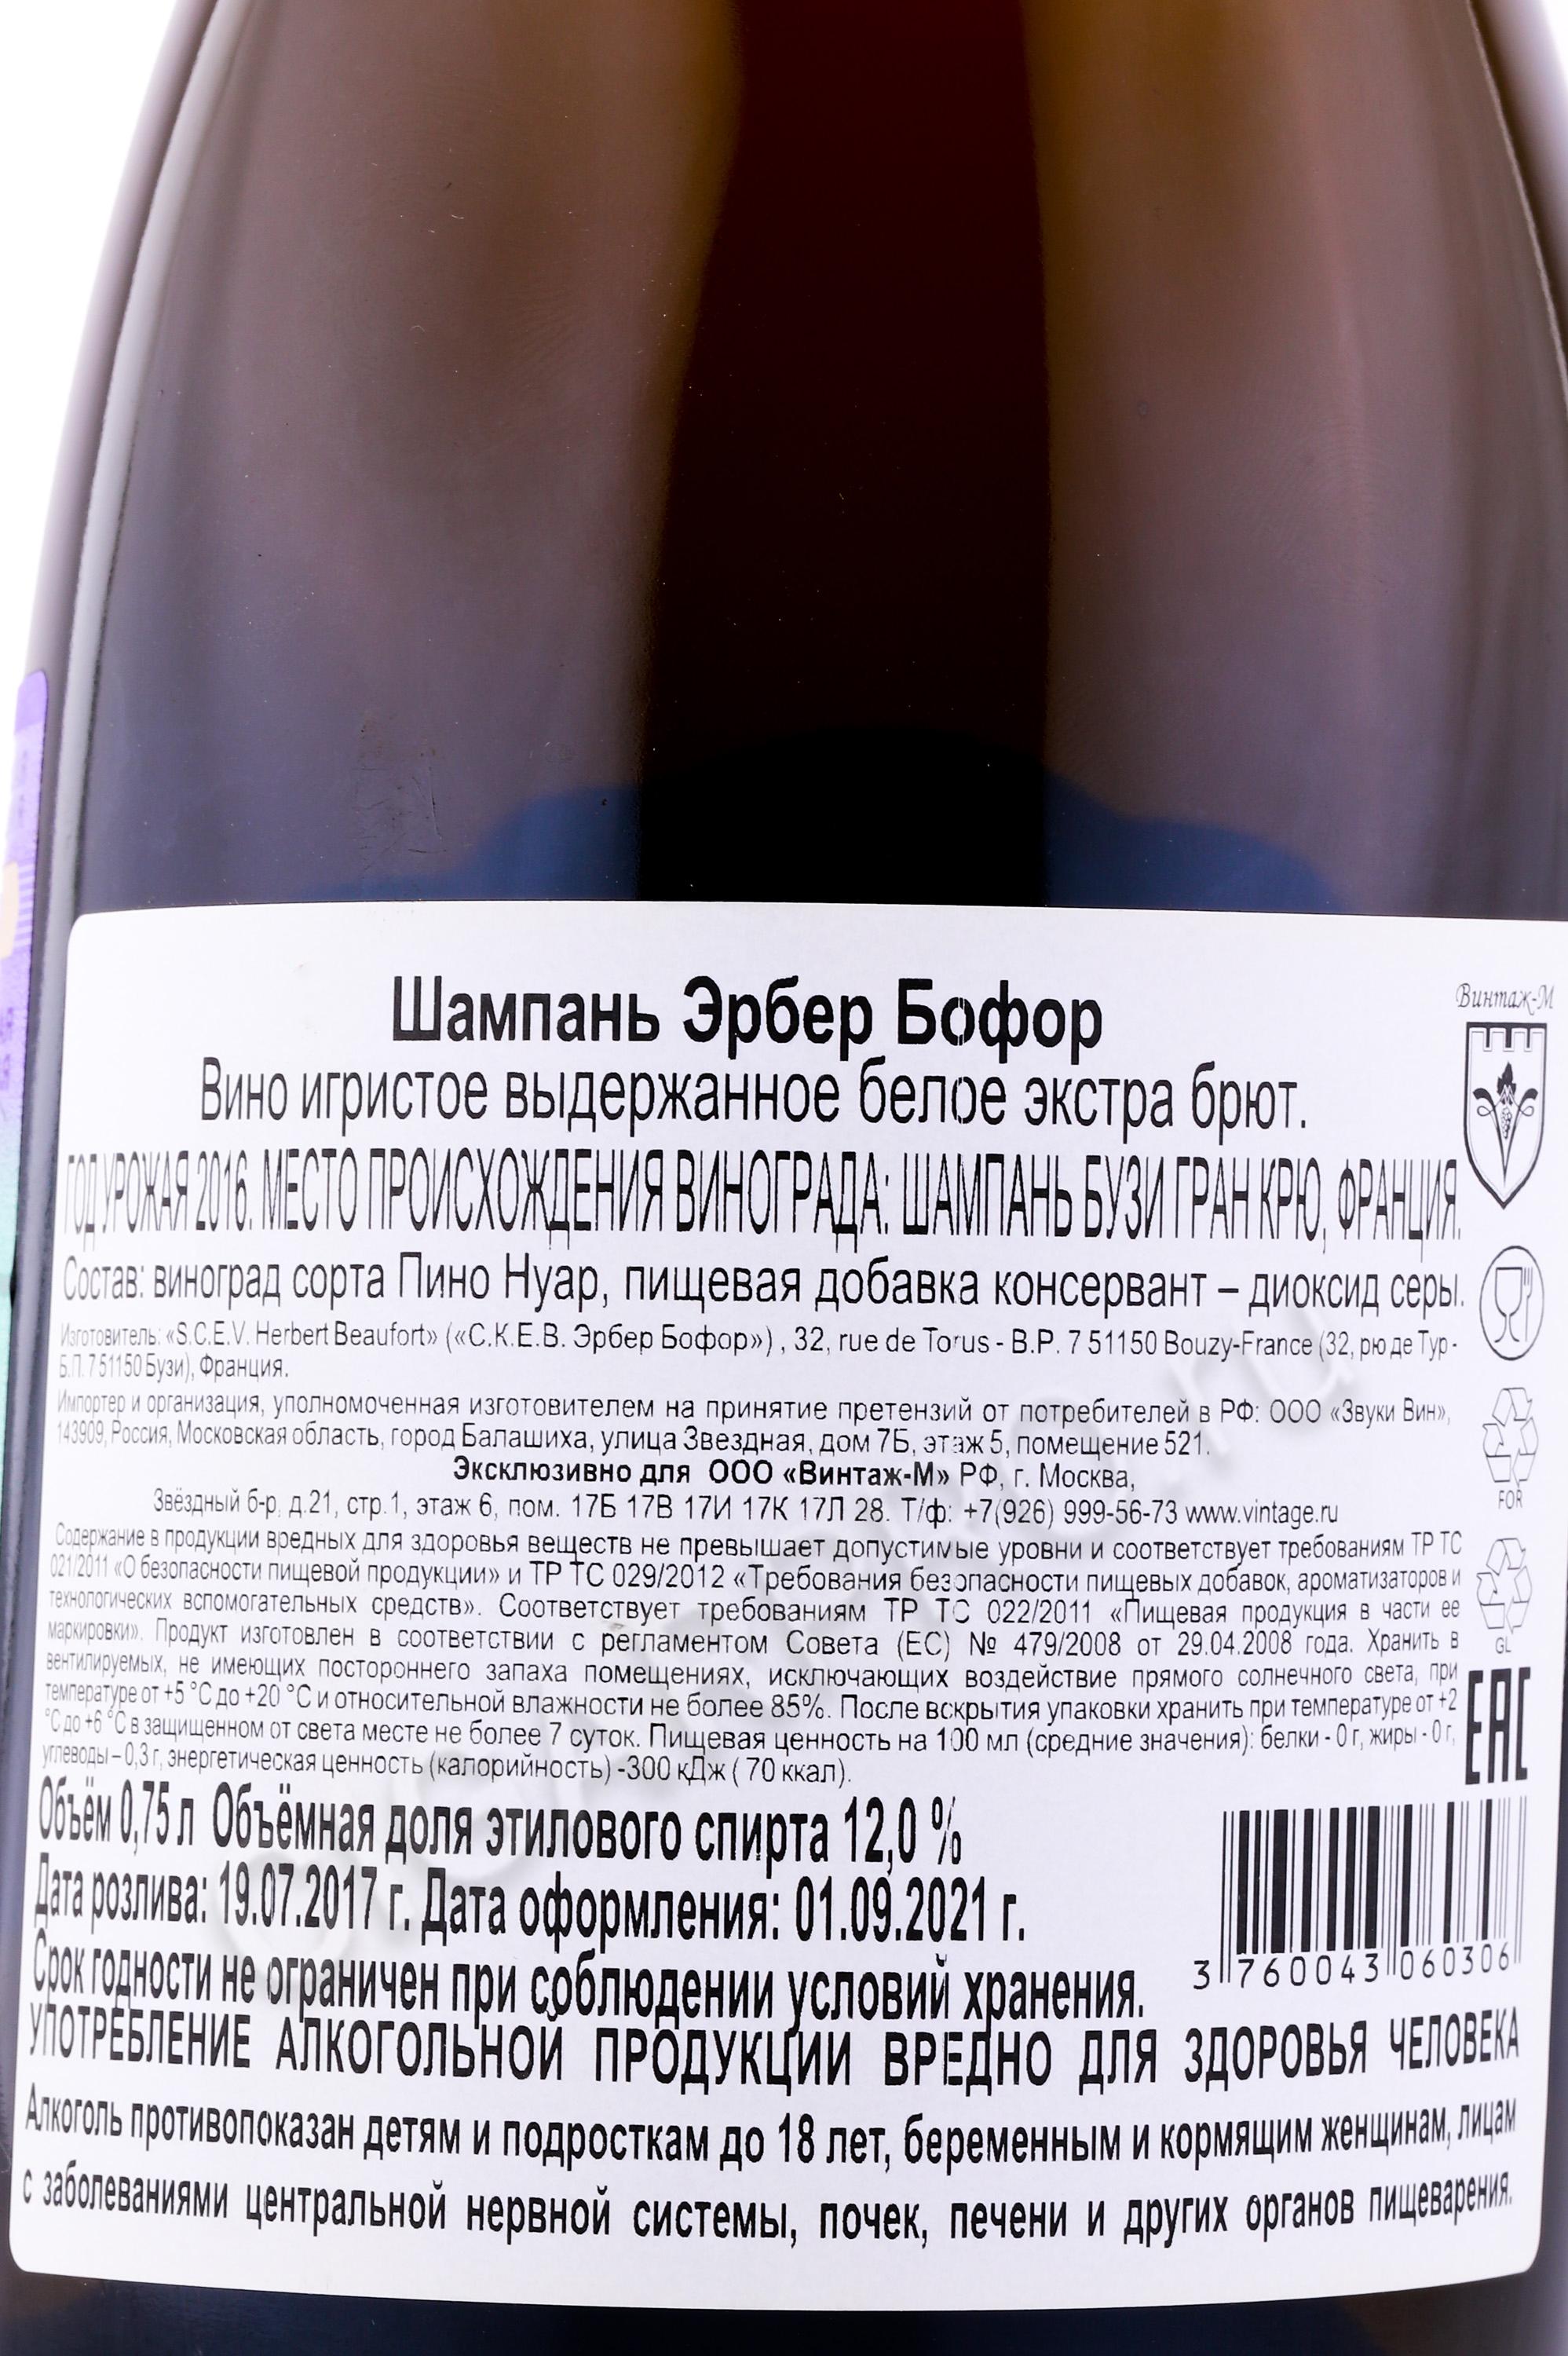 Шампань Эрбер Бофор
Винтаж-М
Вино игристое выдержанное белое экстра брют.
ГОД УРОЖАЯ 2016. МЕСТО ПРОИСХОЖДЕНИЯ ВИНОГРАДА: ШАМПАНЬ БУЗИ ГРАН КРЮ, ФРАНЦИЯ.
Состав: виноград сорта Пино Нуар, пищевая добавка консервант – диоксид серы.
Изготовитель: «S.C.E.V. Herbert Beaufort» («С.К.Е.В. Эрбер Бофор») , 32, rue de Torus - B.P. 7 51150 Bouzy-France (32, рю де Тур -
Б.П. 7 51150 Бузи), Франция.
Импортер и организация, уполномоченная изготовителем на принятие претензий от потребителей в РФ: ООО «Звуки Вин»,
143909, Россия, Московская область, город Балашиха, улица Звездная, дом 7Б, этаж 5, помещение 521.
Эксклюзивно для ООО «Винтаж-М» РФ, г. Москва,
Звёздный б-р, д.21, стр.1, этаж 6, пом. 17Б 17В 17И 17К 17Л 28. Т/ф: +7(926) 999-56-73 www.vintage.ru
FOR
Содержание в продукции вредных для здоровья веществ не превышает допустимые уровни и соответствует требованиям ТР ТС
021/2011 «О безопасности пищевой продукции» и ТР ТС 029/2012 «Требования безопасности пищевых добавок, ароматизаторов и
технологических вспомогательных средств». Соответствует требованиям ТР ТС 022/2011 «Пищевая продукция в части ее
маркировки». Продукт изготовлен в соответствии с регламентом Совета (ЕС) № 479/2008 от 29.04.2008 года. Хранить в
GL
вентилируемых, не имеющих постороннего запаха помещениях, исключающих воздействие прямого солнечного света, при
температуре от +5 °С до +20 °С и относительной влажности не более 85%. После вскрытия упаковки хранить при температуре от +2
°С до +6 °С в защищенном от света месте не более 7 суток. Пищевая ценность на 100 мл (средние значения): белки - 0 г, жиры - 0 г,
углеводы – 0,3 г, энергетическая ценность (калорийность) -300 кДж ( 70 ккал).
EAC
Объём 0,75 л Объёмная доля этилового спирта 12,0 %
Дата розлива: 19.07.2017 г. Дата оформления: 01.09.2021 г.
Срок годности не ограничен при соблюдении условий хранения.
3 760043 060306
УПОТРЕБЛЕНИЕ АЛКОГОЛЬНОЙ ПРОДУКЦИИ ВРЕДНО ДЛЯ ЗДОРОВЬЯ ЧЕЛОВЕКА
Алкоголь противопоказан детям и подросткам до 18 лет, беременным и кормящим женщинам, лицам
с заболеваниями центральной нервной системы, почек, печени и других органов пищеварения.